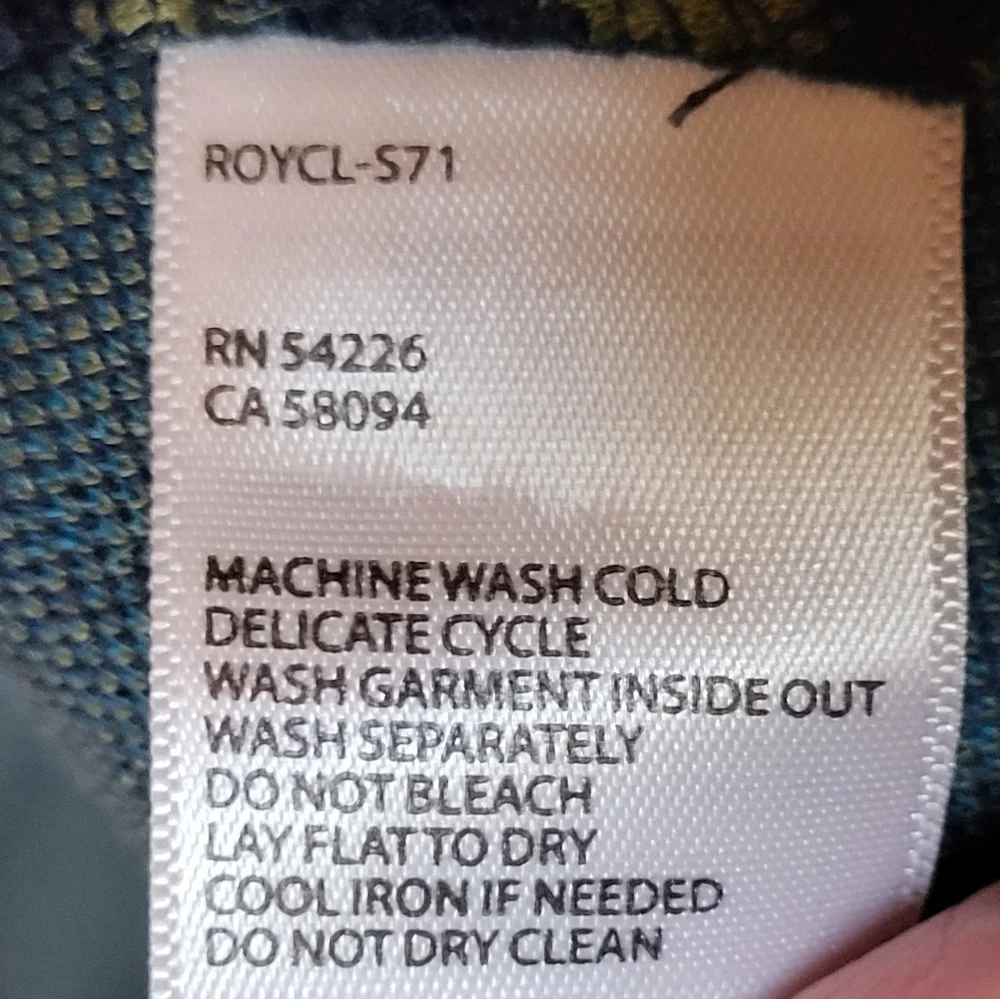 ROYCL-S71
RN 54226
CA 58094
MACHINE WASH COLD
DELICATE CYCLE
WASH GARMENT INSIDE OUT
WASH SEPARATELY
DO NOT BLEACH
LAY FLAT TO DRY
COOL IRON IF NEEDED
DO NOT DRY CLEAN